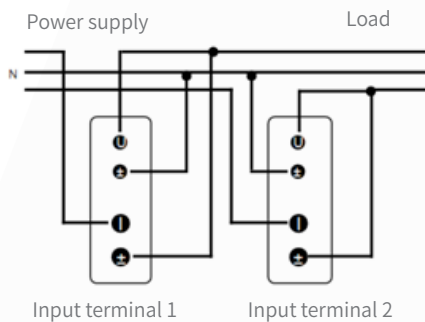 Power supply
Load
N
U
±
I
±
U
±
I
±
Input terminal 1
Input terminal 2